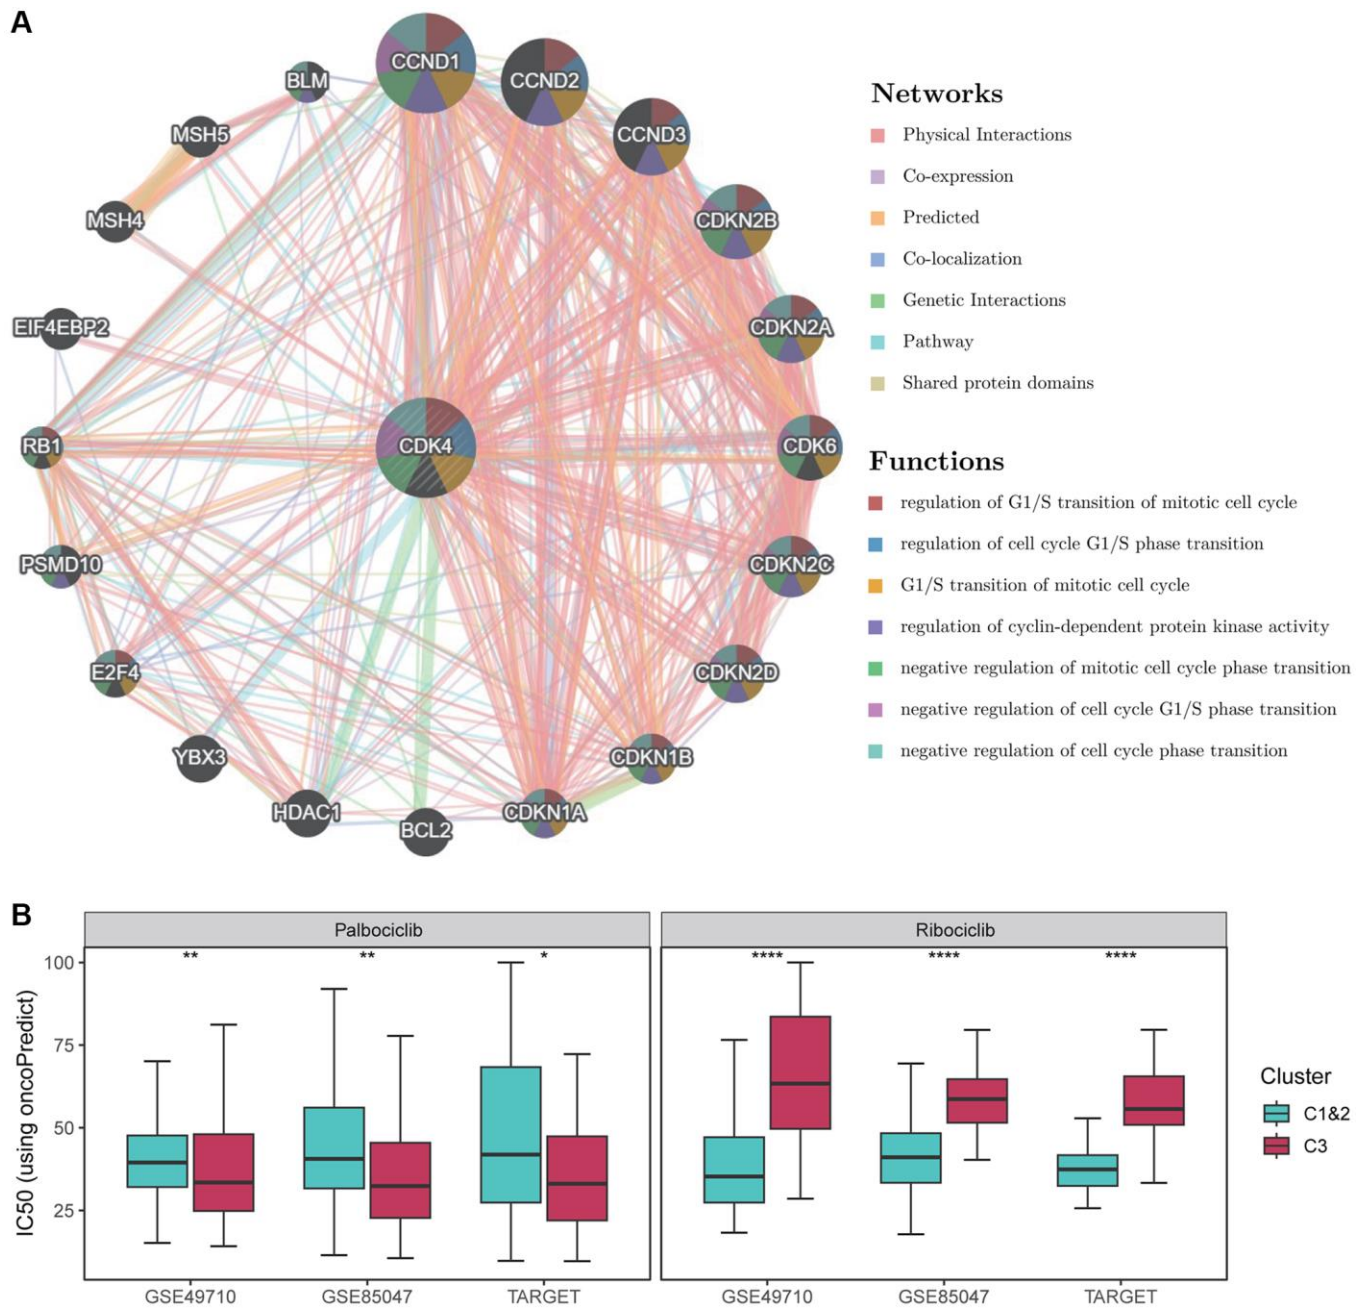 A
CCND1
CCND2
BLM
CCND3
MSH5
MSH4
CDKN2B
EIF4EBP2
CDKN2A
RB1
CDK4
CDK6
PSMD10
CDKN2C
E2F4
CDKN2D
YBX3
CDKN1B
HDAC1
BCL2
CDKN1A
Networks
Physical Interactions
Co-expression
Predicted
Co-localization
Genetic Interactions
Pathway
Shared protein domains
Functions
regulation of G1/S transition of mitotic cell cycle
regulation of cell cycle G1/S phase transition
G1/S transition of mitotic cell cycle
regulation of cyclin-dependent protein kinase activity
negative regulation of mitotic cell cycle phase transition
negative regulation of cell cycle G1/S phase transition
negative regulation of cell cycle phase transition
B
Palbociclib
Ribociclib
** ** * **** **** ****
IC50 (using oncoPredict)
100
75
50
25
GSE49710 GSE85047 TARGET GSE49710 GSE85047 TARGET
Cluster
C1&2
C3